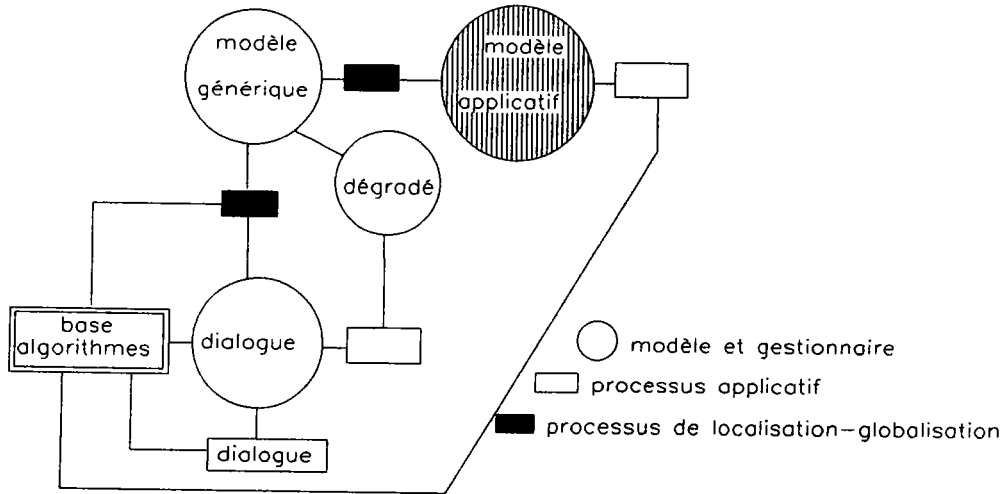 modèle
générique
modèle
applicatif
dégradé
base
algorithmes
dialogue
dialogue
modèle et gestionnaire
processus applicatif
processus de localisation-globalisation